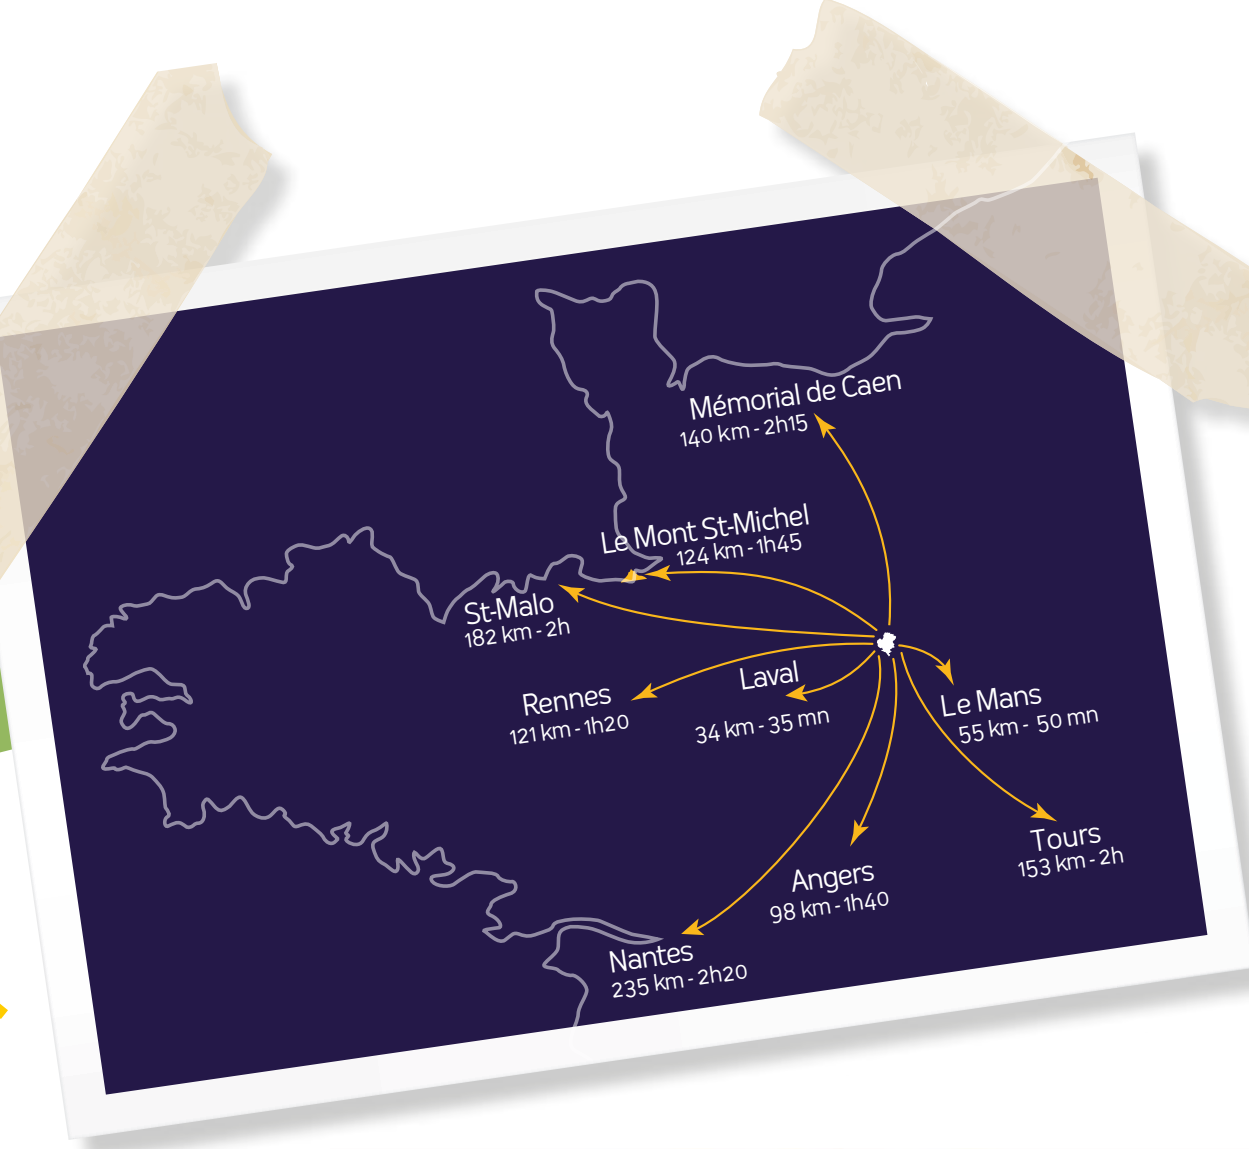 Mémorial de Caen
140 km - 2h15
Le Mont St-Michel
124 km - 1h45
St-Malo
182 km - 2h
Rennes
121 km - 1h20
Laval
34 km - 35 mn
Le Mans
55 km - 50 mn
Tours
153 km - 2h
Angers
98 km - 1h40
Nantes
235 km - 2h20